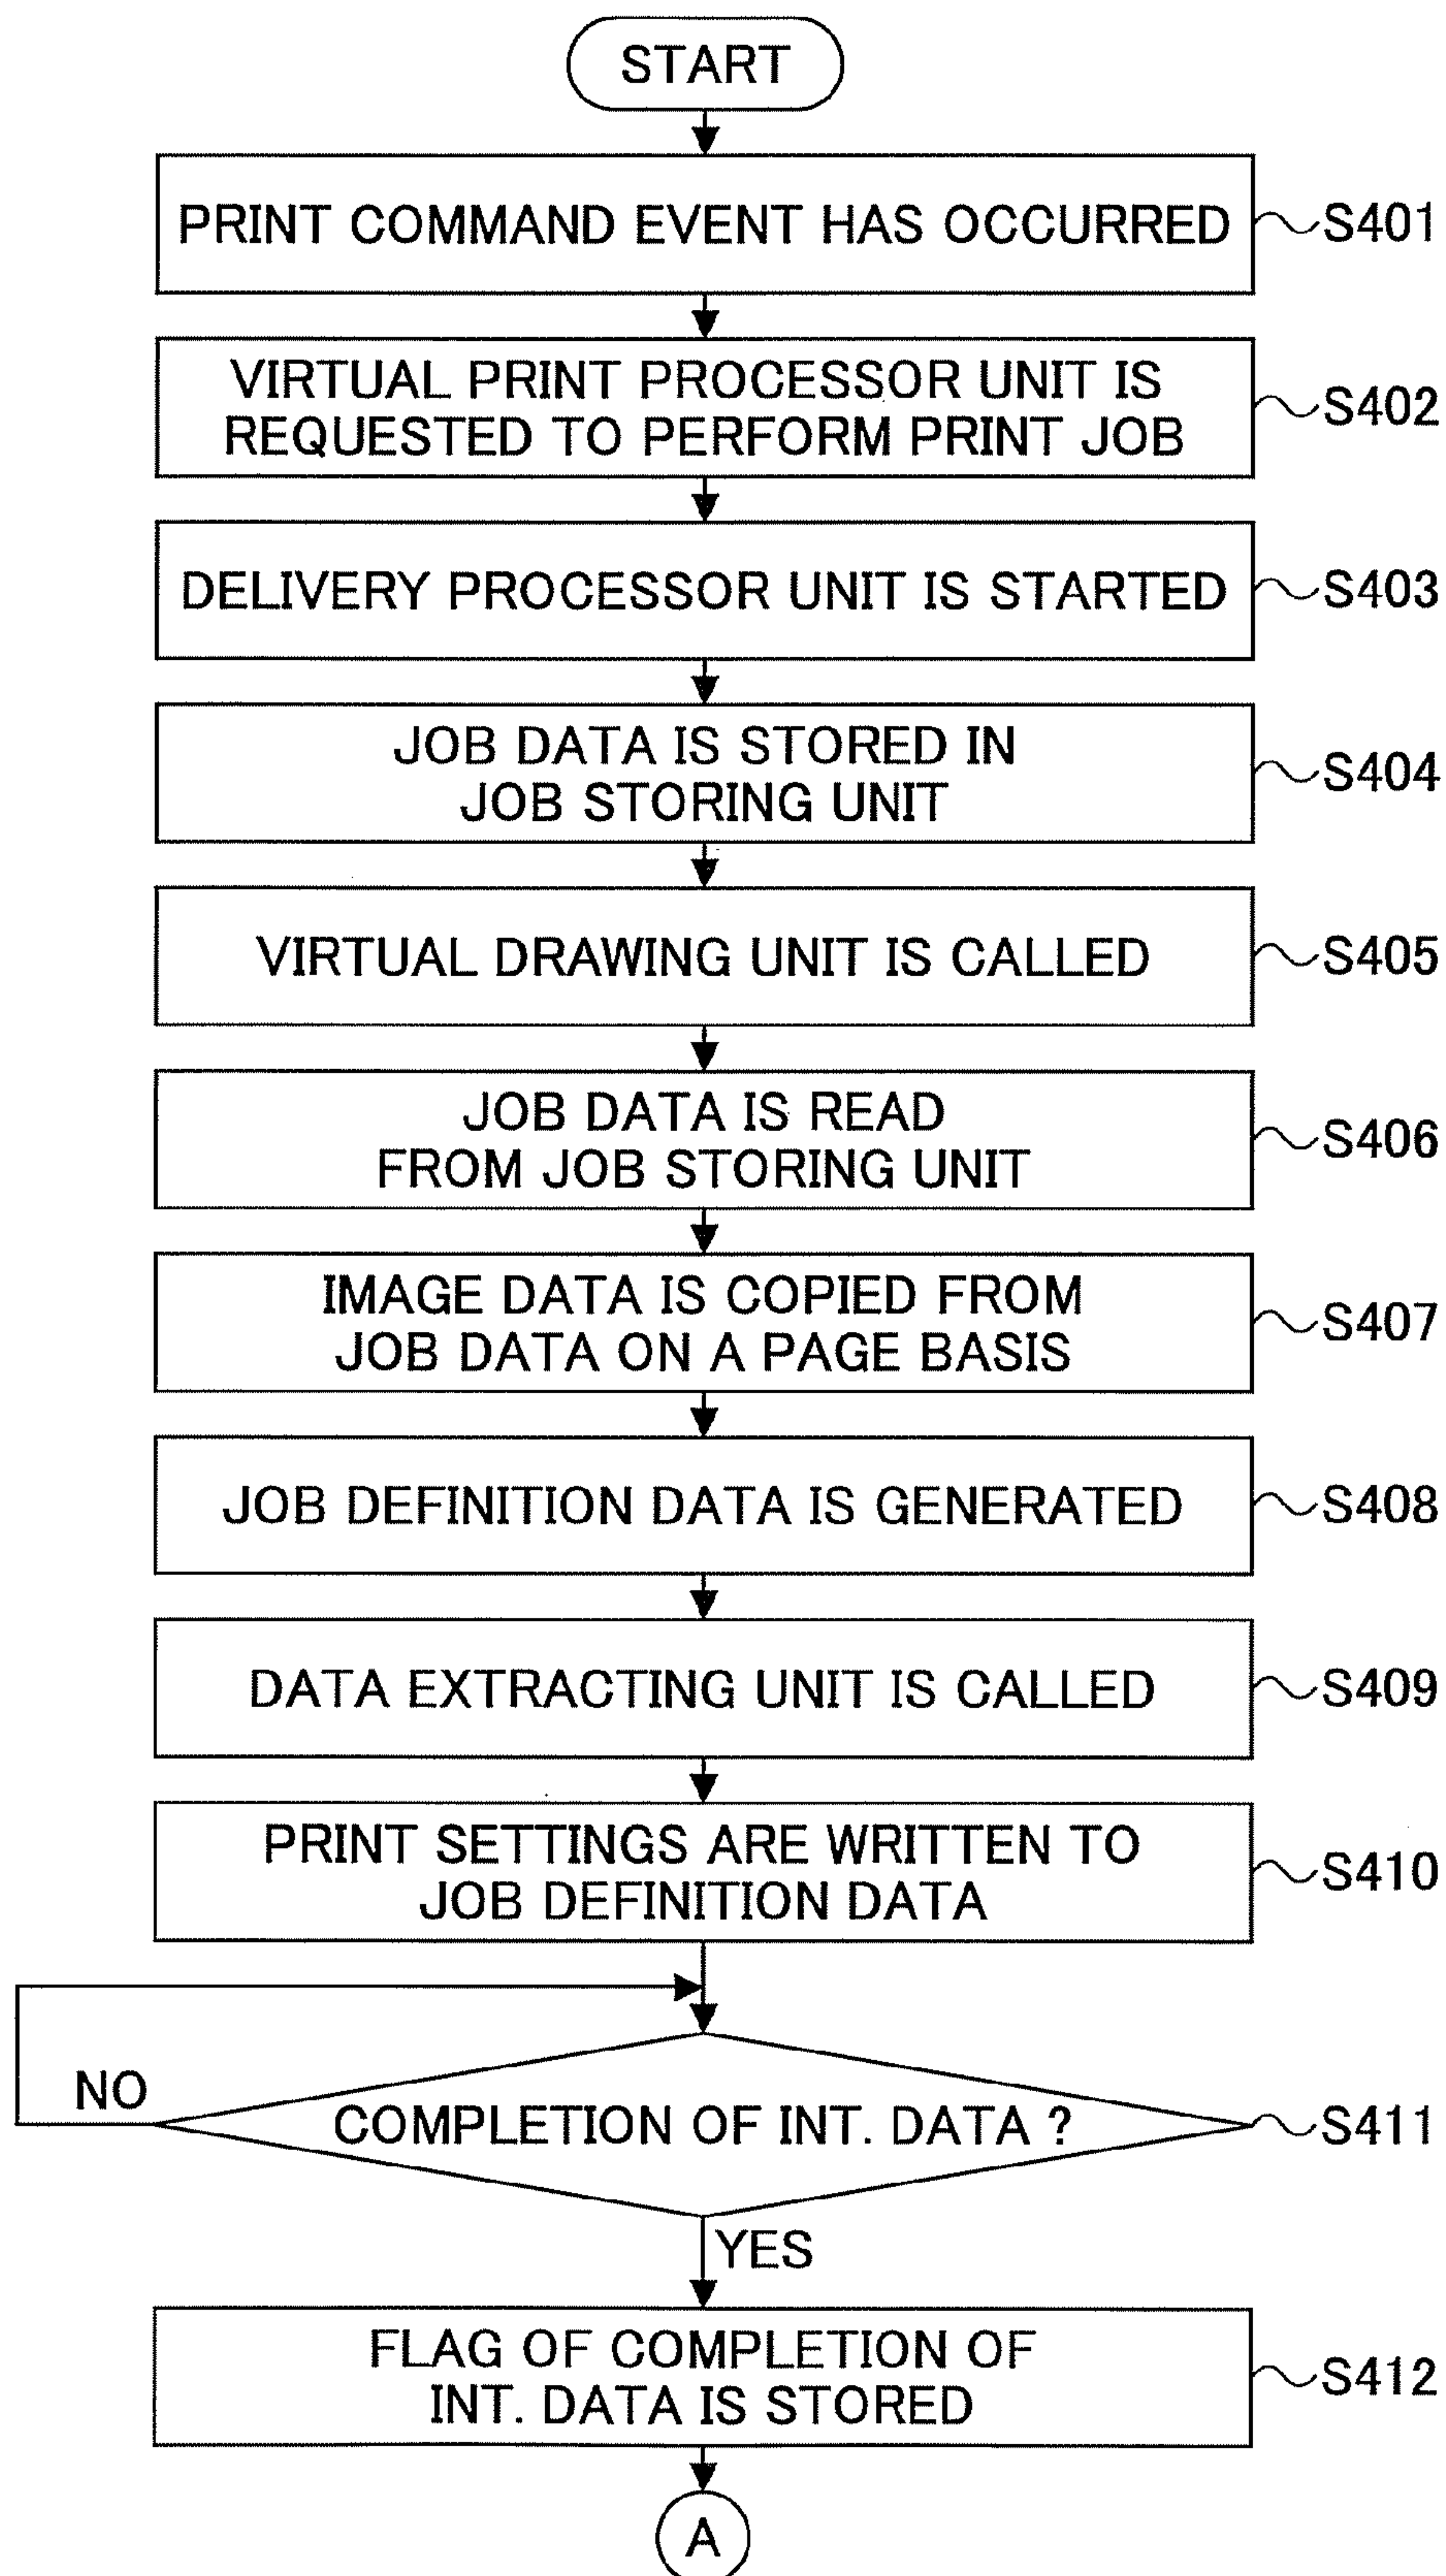 START
PRINT COMMAND EVENT HAS OCCURRED
S401
VIRTUAL PRINT PROCESSOR UNIT IS
REQUESTED TO PERFORM PRINT JOB
S402
DELIVERY PROCESSOR UNIT IS STARTED
S403
JOB DATA IS STORED IN
JOB STORING UNIT
S404
VIRTUAL DRAWING UNIT IS CALLED
S405
JOB DATA IS READ
FROM JOB STORING UNIT
S406
IMAGE DATA IS COPIED FROM
JOB DATA ON A PAGE BASIS
S407
JOB DEFINITION DATA IS GENERATED
S408
DATA EXTRACTING UNIT IS CALLED
S409
PRINT SETTINGS ARE WRITTEN TO
JOB DEFINITION DATA
S410
NO
COMPLETION OF INT. DATA ?
S411
YES
FLAG OF COMPLETION OF
INT. DATA IS STORED
S412
A